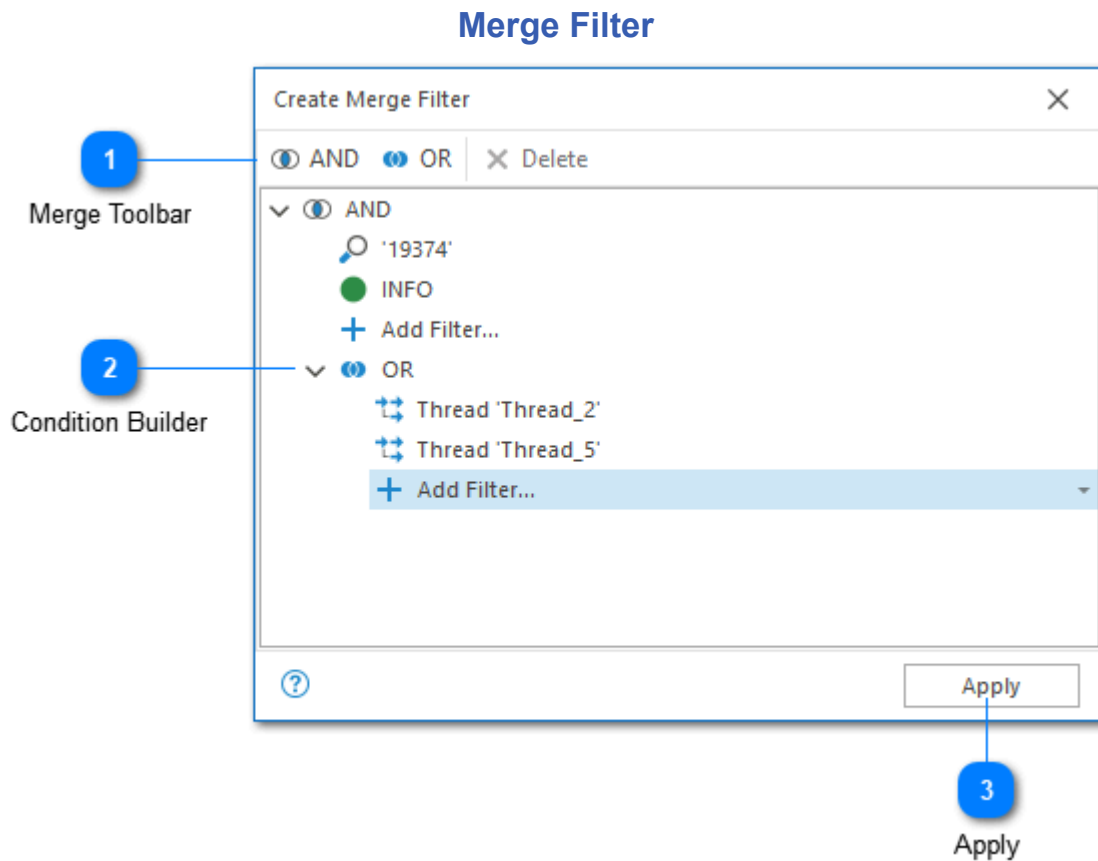 Merge Filter
Create Merge Filter
1
AND OR Delete
Merge Toolbar
AND
'19374'
INFO
Add Filter...
2
OR
Condition Builder
Thread 'Thread_2'
Thread 'Thread_5'
Add Filter...
?
Apply
3
Apply